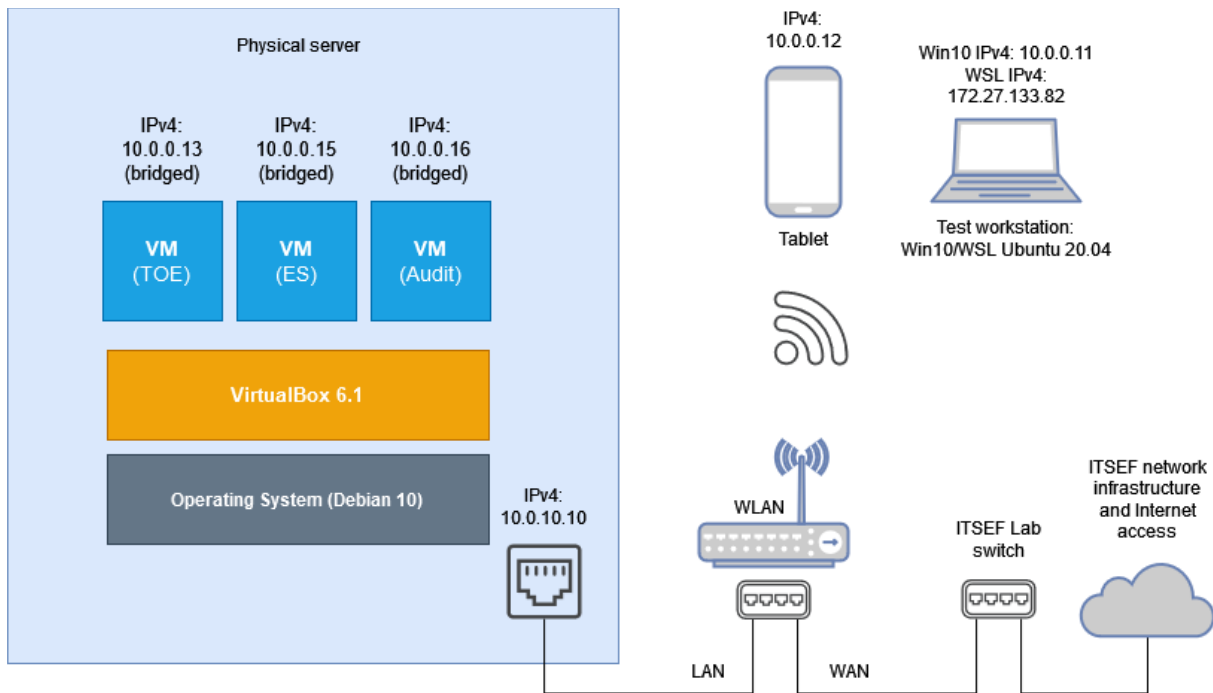 Physical server
IPv4:
10.0.0.13
(bridged)
IPv4:
10.0.0.15
(bridged)
IPv4:
10.0.0.16
(bridged)
VM
(TOE)
VM
(ES)
VM
(Audit)
VirtualBox 6.1
Operating System (Debian 10)
IPv4:
10.0.10.10
IPv4:
10.0.0.12
Tablet
Win10 IPv4: 10.0.0.11
WSL IPv4:
172.27.133.82
Test workstation:
Win10/WSL Ubuntu 20.04
WLAN
ITSEF Lab
switch
ITSEF network
infrastructure
and Internet
access
LAN
WAN